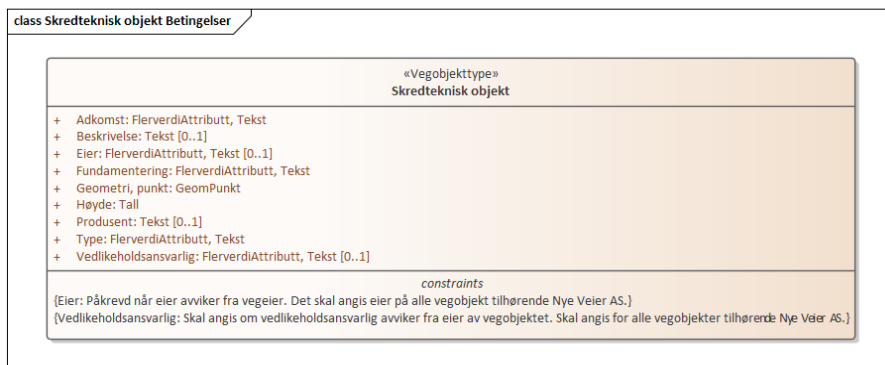 class Skredteknisk objekt Betingelser
«Vegobjekttype»
Skredteknisk objekt
+ Adkomst: FlerverdiAttributt, Tekst
+ Beskrivelse: Tekst [0..1]
+ Eier: FlerverdiAttributt, Tekst [0..1]
+ Fundamentering: FlerverdiAttributt, Tekst
+ Geometri, punkt: GeomPunkt
+ Høyde: Tall
+ Produsent: Tekst [0..1]
+ Type: FlerverdiAttributt, Tekst
+ Vedlikeholdsansvarlig: FlerverdiAttributt, Tekst [0..1]
constraints
{Eier: Påkrevd når eier avviker fra vegeier. Det skal angis eier på alle vegobjekt tilhørende Nye Veier AS.}
{Vedlikeholdsansvarlig: Skal angis om vedlikeholdsansvarlig avviker fra eier av vegobjektet. Skal angis for alle vegobjekter tilhørende Nye Veier AS.}